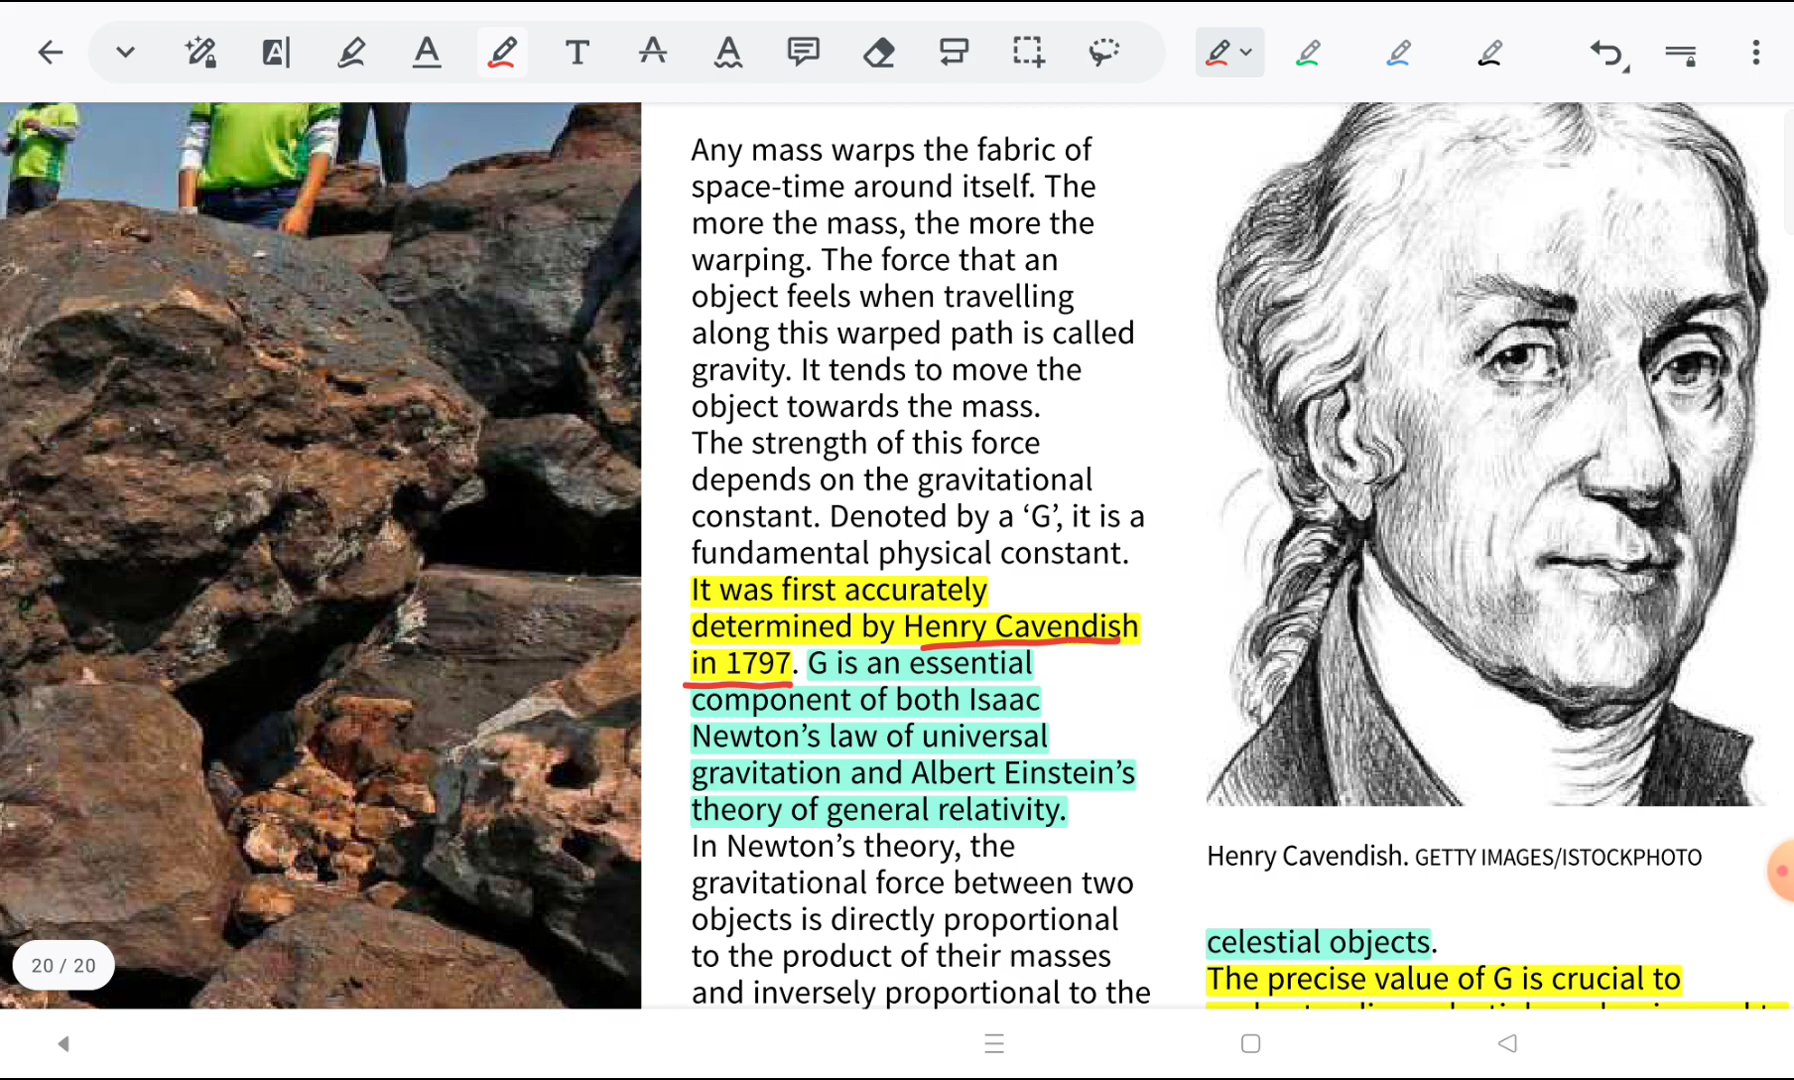 Any mass warps the fabric of
space-time around itself. The
more the mass, the more the
warping. The force that an
object feels when travelling
along this warped path is called
gravity. It tends to move the
object towards the mass.
The strength of this force
depends on the gravitational
constant. Denoted by a ‘G’, it is a
fundamental physical constant.
It was first accurately
determined by Henry Cavendish
in 1797. G is an essential
component of both Isaac
Newton’s law of universal
gravitation and Albert Einstein’s
theory of general relativity.
In Newton’s theory, the
gravitational force between two
objects is directly proportional
to the product of their masses
and inversely proportional to the
Henry Cavendish. GETTY IMAGES/ISTOCKPHOTO
celestial objects.
The precise value of G is crucial to
20 / 20